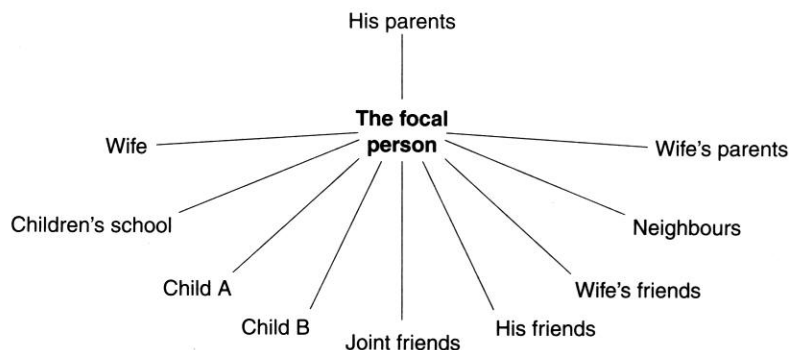 His parents
The focal
person
Wife
Wife's parents
Children's school
Neighbours
Child A
Wife's friends
Child B
His friends
Joint friends